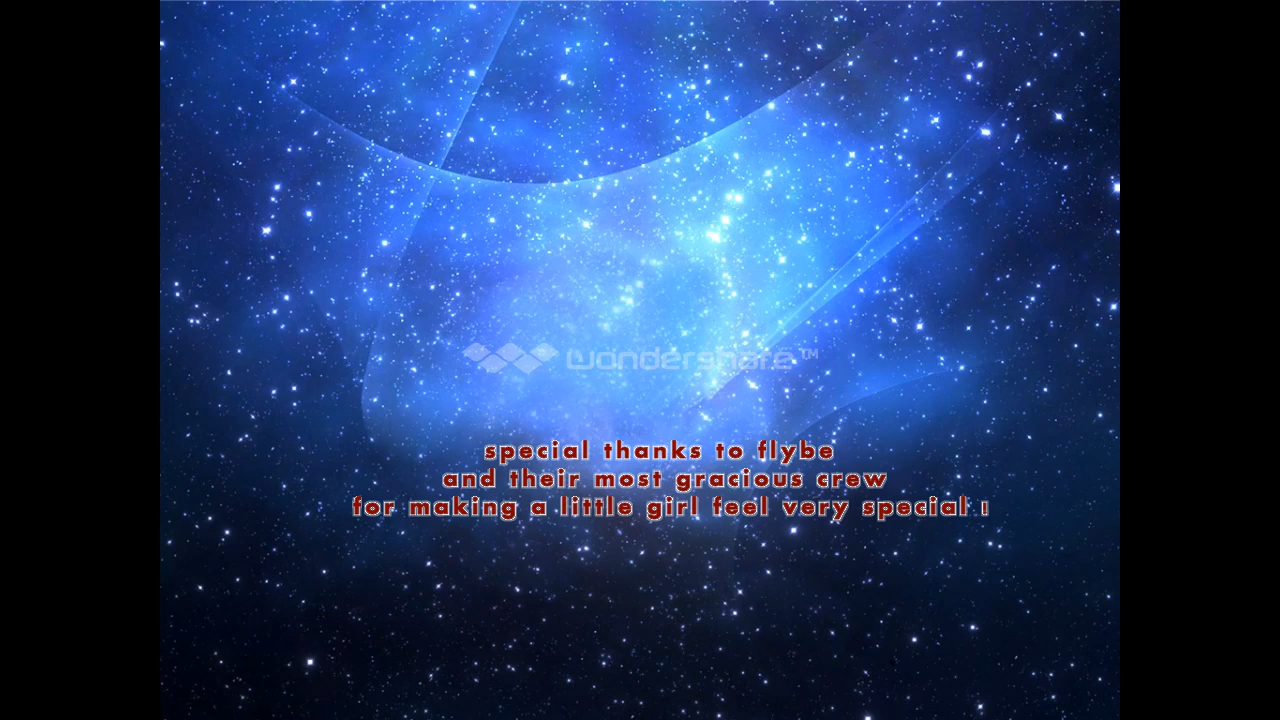 wondershare™
special thanks to flybe
and their most gracious crew
for making a little girl feel very special !